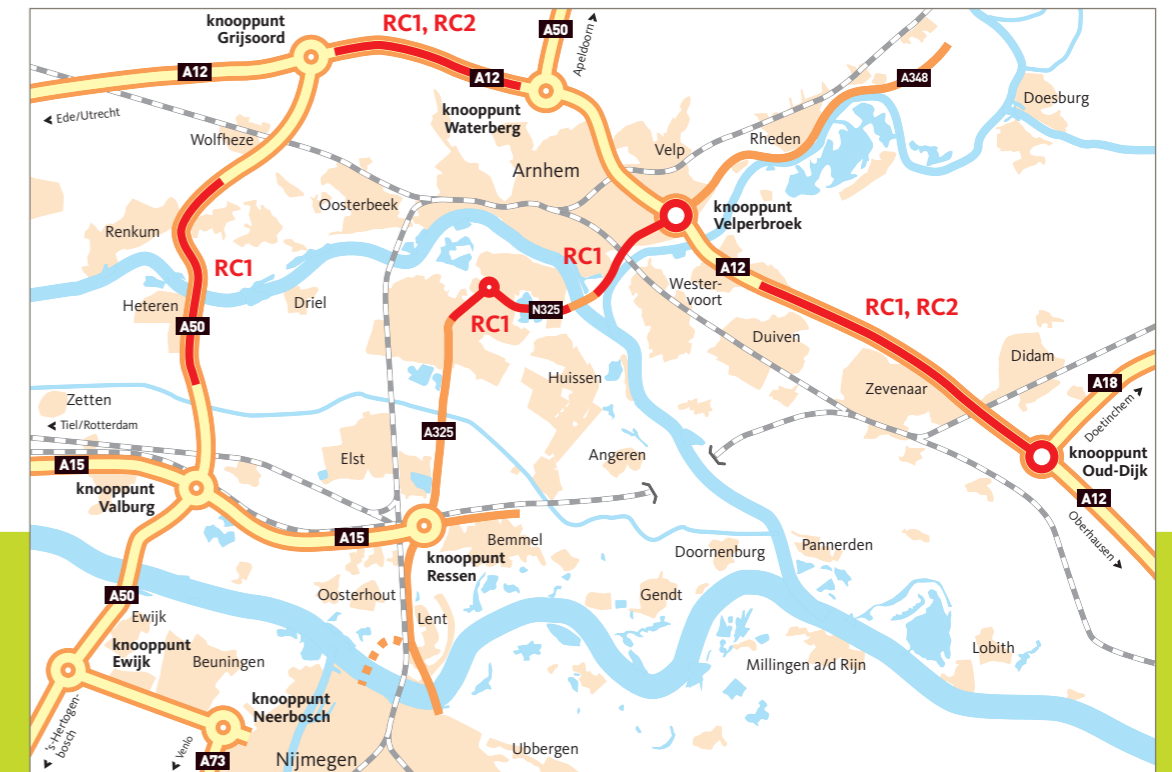 knooppunt
Grijsoord
RC1, RC2
A50
Apeldoorn
A12
A12
A348
knooppunt
Waterberg
Doesburg
Ede/Utrecht
Wolfheze
Velp
Rheden
Arnhem
Oosterbeek
knooppunt
Velperbroek
Renkum
RC1
RC1
A12
Wester-
voort
Heteren
Driel
N325
RC1, RC2
A50
RC1
Duiven
Didam
Huissen
Zevenaar
A18
Doetinchem
Zetten
Tiel/Rotterdam
A325
Elst
Angeren
knooppunt
Oud-Dijk
A15
knooppunt
Valburg
A12
Oberhausen
A15
Bemmel
knooppunt
Ressen
Doornenburg
Pannerden
A50
Oosterhout
Gendt
Ewijk
Lent
knooppunt
Ewijk
Beuningen
Lobith
Millingen a/d Rijn
knooppunt
Neerbosch
's-Hertogen-
bosch
Venlo
A73
Nijmegen
Ubbergen